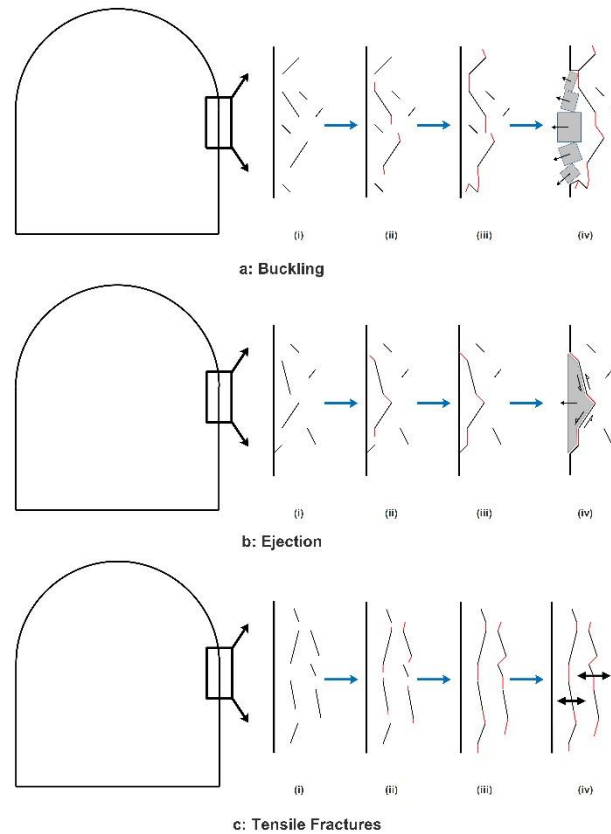 (i) (ii) (iii) (iv)
a: Buckling
(i) (ii) (iii) (iv)
b: Ejection
(i) (ii) (iii) (iv)
c: Tensile Fractures